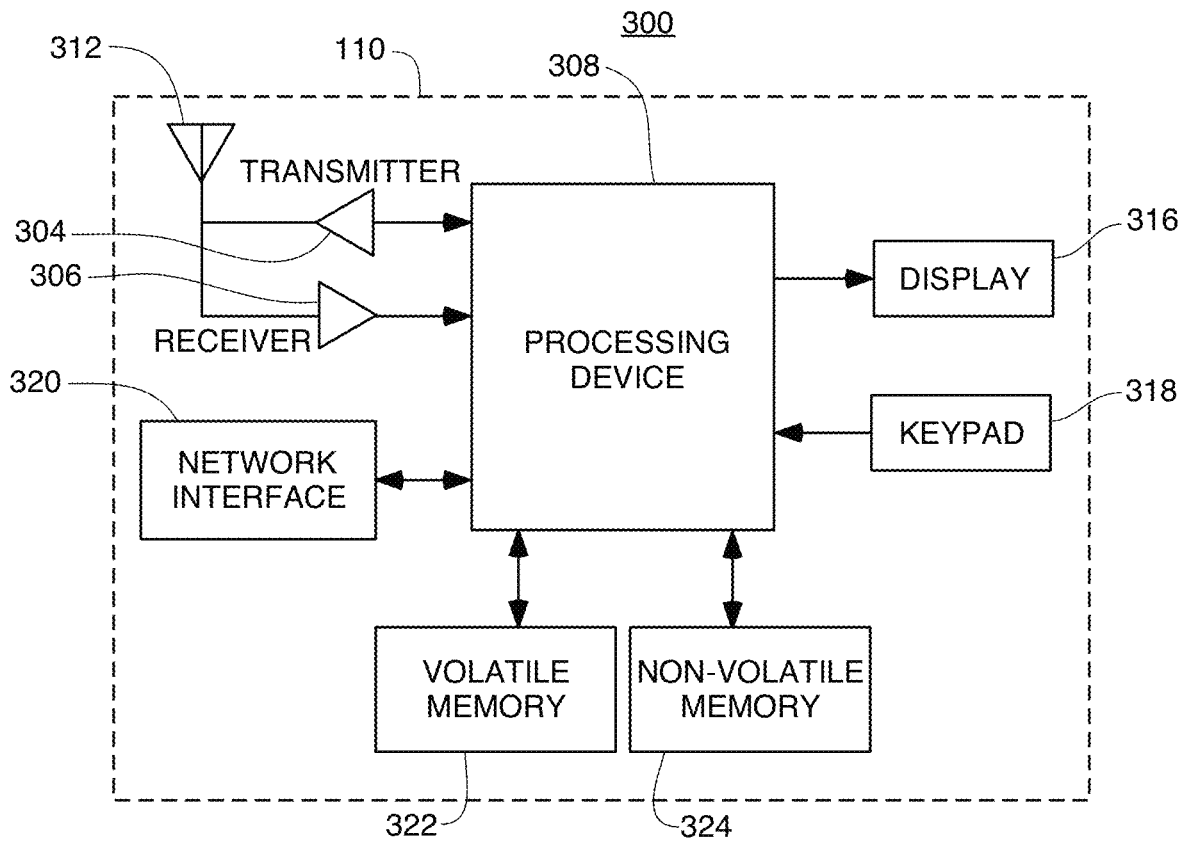 300
312
110
308
TRANSMITTER
304
306
RECEIVER
320
NETWORK
INTERFACE
PROCESSING
DEVICE
316
DISPLAY
318
KEYPAD
VOLATILE
MEMORY
NON-VOLATILE
MEMORY
322
324